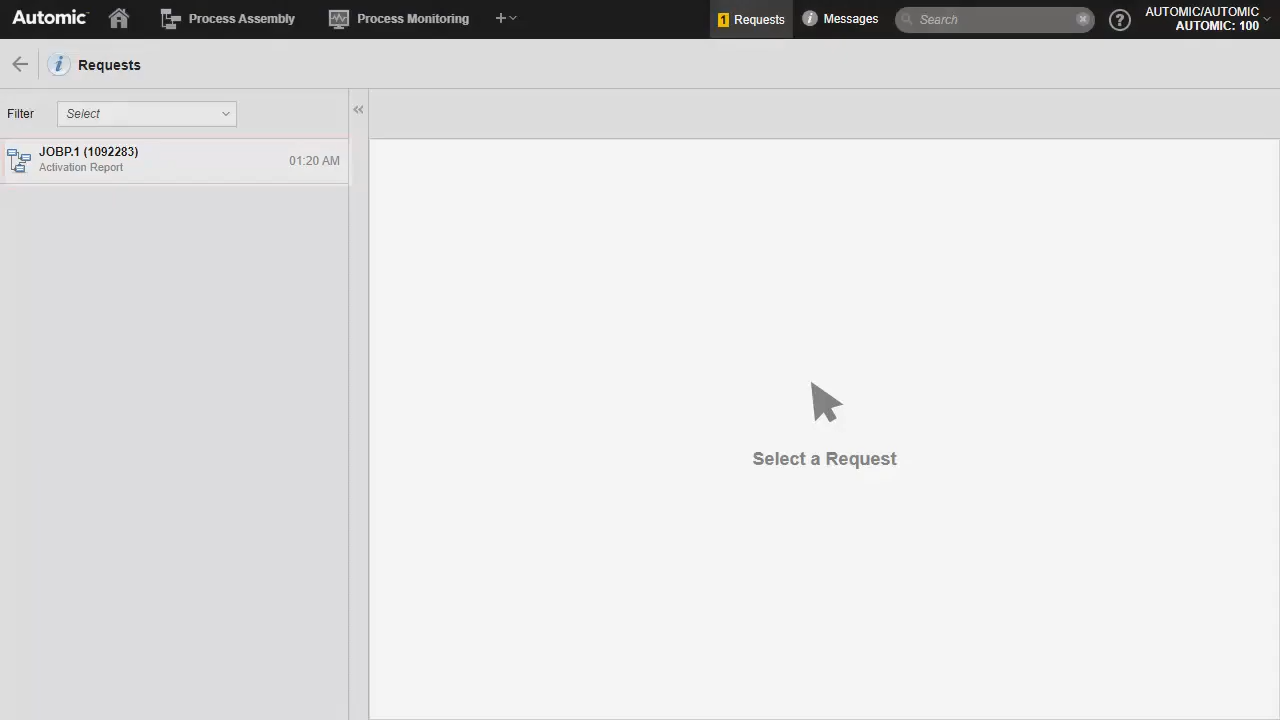 Automic
Process Assembly
Process Monitoring
1 Requests
Messages
Search
AUTOMIC/AUTOMIC
AUTOMIC: 100
Requests
Filter
Select
JOBP.1 (1092283)
Activation Report
01:20 AM
Select a Request